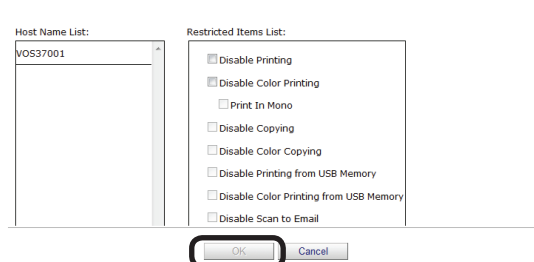 Host Name List:
Restricted Items List:
VOS37001
Disable Printing
Disable Color Printing
Print In Mono
Disable Copying
Disable Color Copying
Disable Printing from USB Memory
Disable Color Printing from USB Memory
Disable Scan to Email
OK
Cancel